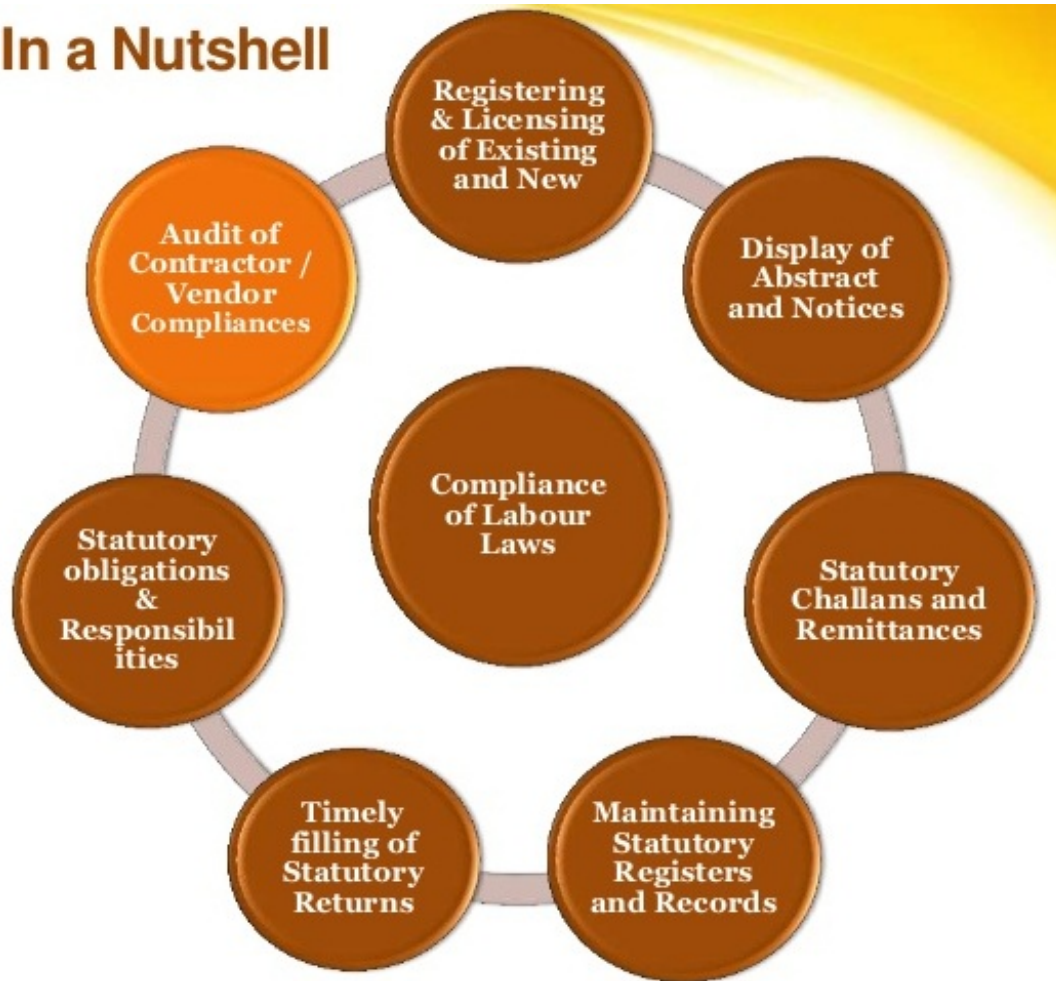 In a Nutshell
Registering
& Licensing
of Existing
and New
Display of
Abstract
and Notices
Statutory
Challans and
Remittances
Maintaining
Statutory
Registers
and Records
Timely
filling of
Statutory
Returns
Statutory
obligations
&
Responsibil
ities
Audit of
Contractor /
Vendor
Compliances
Compliance
of Labour
Laws